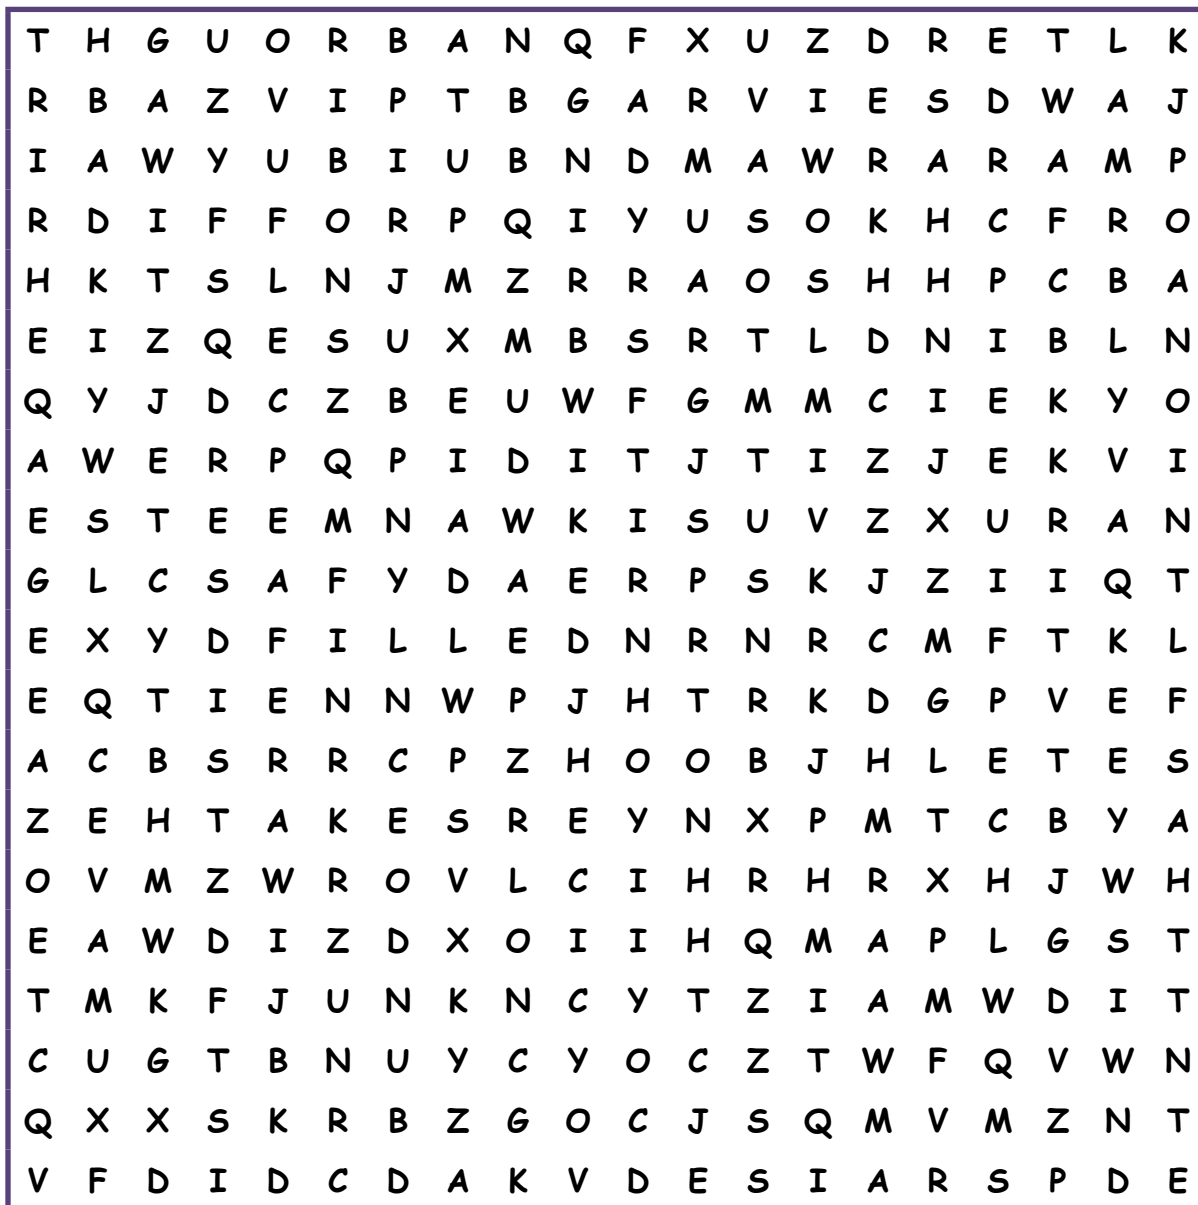 T H G U O R B A N Q F X U Z D R E T L K
R B A Z V I P T B G A R V I E S D W A J
I A W Y U B I U B N D M A W R A R A M P
R D I F F O R P Q I Y U S O K H C F R O
H K T S L N J M Z R R A O S H H P C B A
E I Z Q E S U X M B S R T L D N I B L N
Q Y J D C Z B E U W F G M M C I E K Y O
A W E R P Q P I D I T J T I Z J E K V I
E S T E E M N A W K I S U V Z X U R A N
G L C S A F Y D A E R P S K J Z I I Q T
E X Y D F I L L E D N R N R C M F T K L
E Q T I E N N W P J H T R K D G P V E F
A C B S R R C P Z H O O B J H L E T E S
Z E H T A K E S R E Y N X P M T C B Y A
O V M Z W R O V L C I H R H R X H J W H
E A W D I Z D X O I I H Q M A P L G S T
T M K F J U N K N C Y T Z I A M W D I T
C U G T B N U Y C Y O C Z T W F Q V W N
Q X X S K R B Z G O C J S Q M V M Z N T
V F D I D C D A K V D E S I A R S P D E